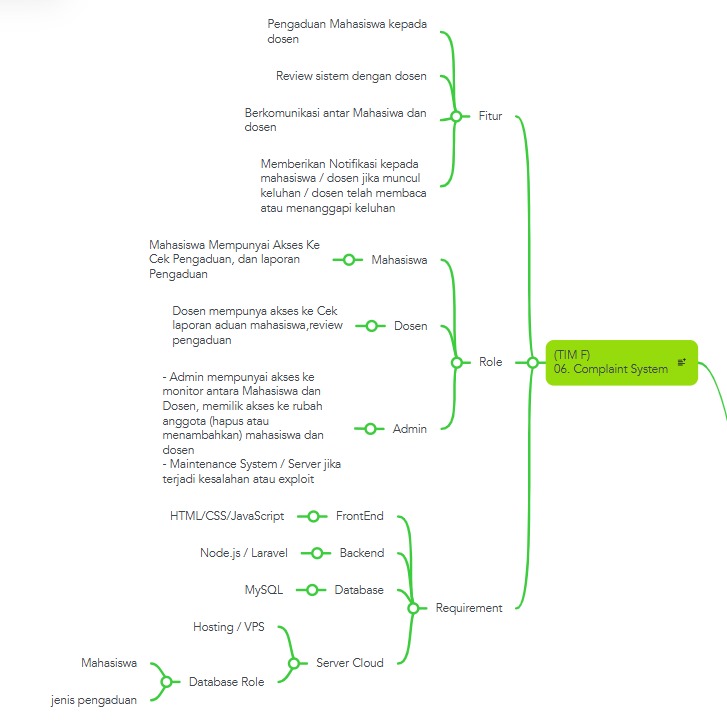 Pengaduan Mahasiswa kepada
dosen
Review sistem dengan dosen
Berkomunikasi antar Mahasiwa dan
dosen
Memberikan Notifikasi kepada
mahasiswa / dosen jika muncul
keluhan / dosen telah membaca
atau menanggapi keluhan
Fitur
Mahasiswa Mempunyai Akses Ke
Cek Pengaduan, dan laporan
Pengaduan
Mahasiswa
Dosen mempunya akses ke Cek
laporan aduan mahasiswa,review
pengaduan
Dosen
- Admin mempunyai akses ke
monitor antara Mahasiswa dan
Dosen, memilik akses ke rubah
anggota (hapus atau
menambahkan) mahasiswa dan
dosen
- Maintenance System / Server jika
terjadi kesalahan atau exploit
Admin
Role
(TIM F)
06. Complaint System
HTML/CSS/JavaScript
FrontEnd
Node.js / Laravel
Backend
MySQL
Database
Requirement
Hosting / VPS
Server Cloud
Mahasiswa
Database Role
jenis pengaduan